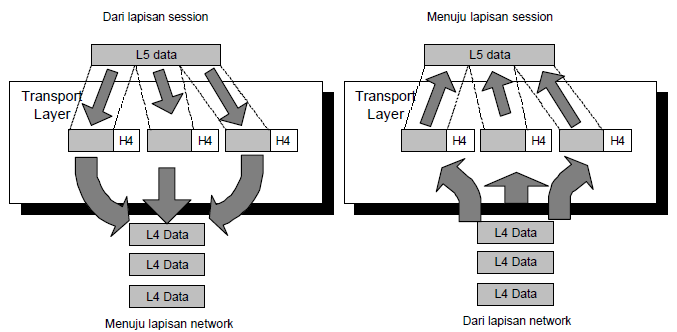 Dari lapisan session
L5 data
Transport
Layer
H4
H4
H4
L4 Data
L4 Data
L4 Data
Menuju lapisan network
Menuju lapisan session
L5 data
Transport
Layer
H4
H4
H4
L4 Data
L4 Data
L4 Data
Dari lapisan network